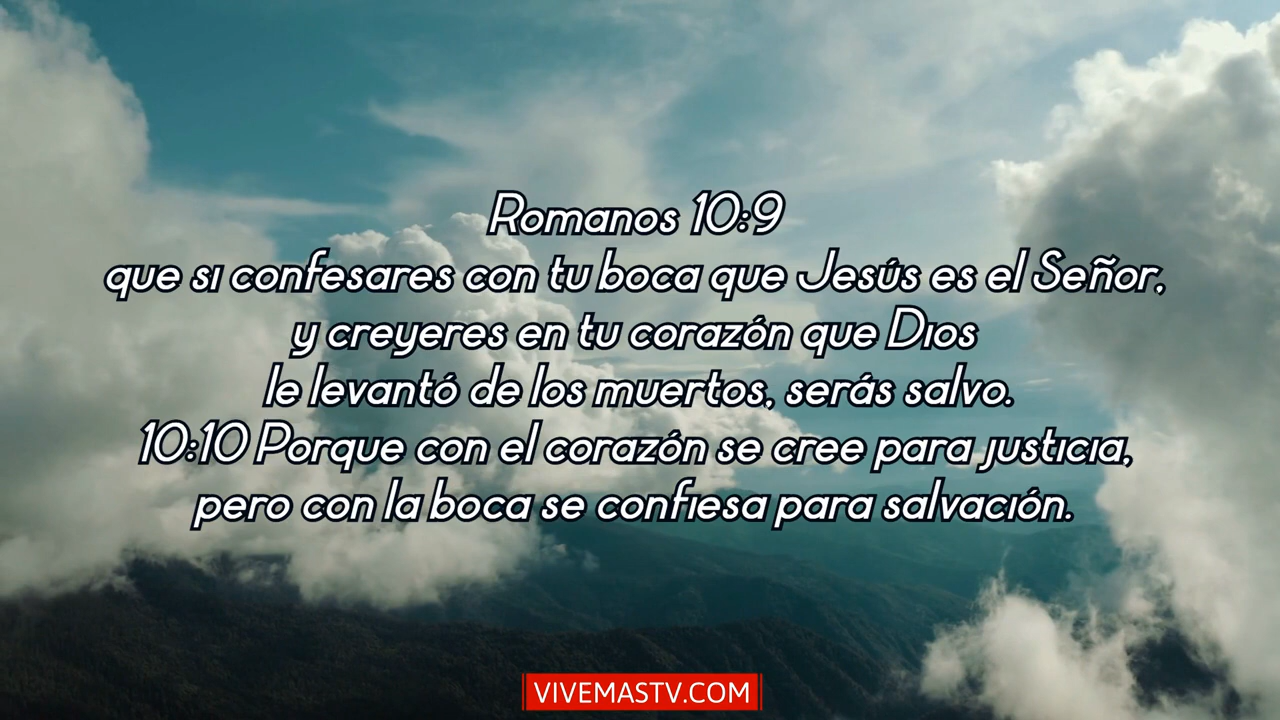 Romanos 10:9
que si confesares con tu boca que Jesús es el Señor,
y creyeres en tu corazón que Dios
le levantó de los muertos, serás salvo.
10:10 Porque con el corazón se cree para justicia,
pero con la boca se confiesa para salvación.
VIVEMASTV.COM